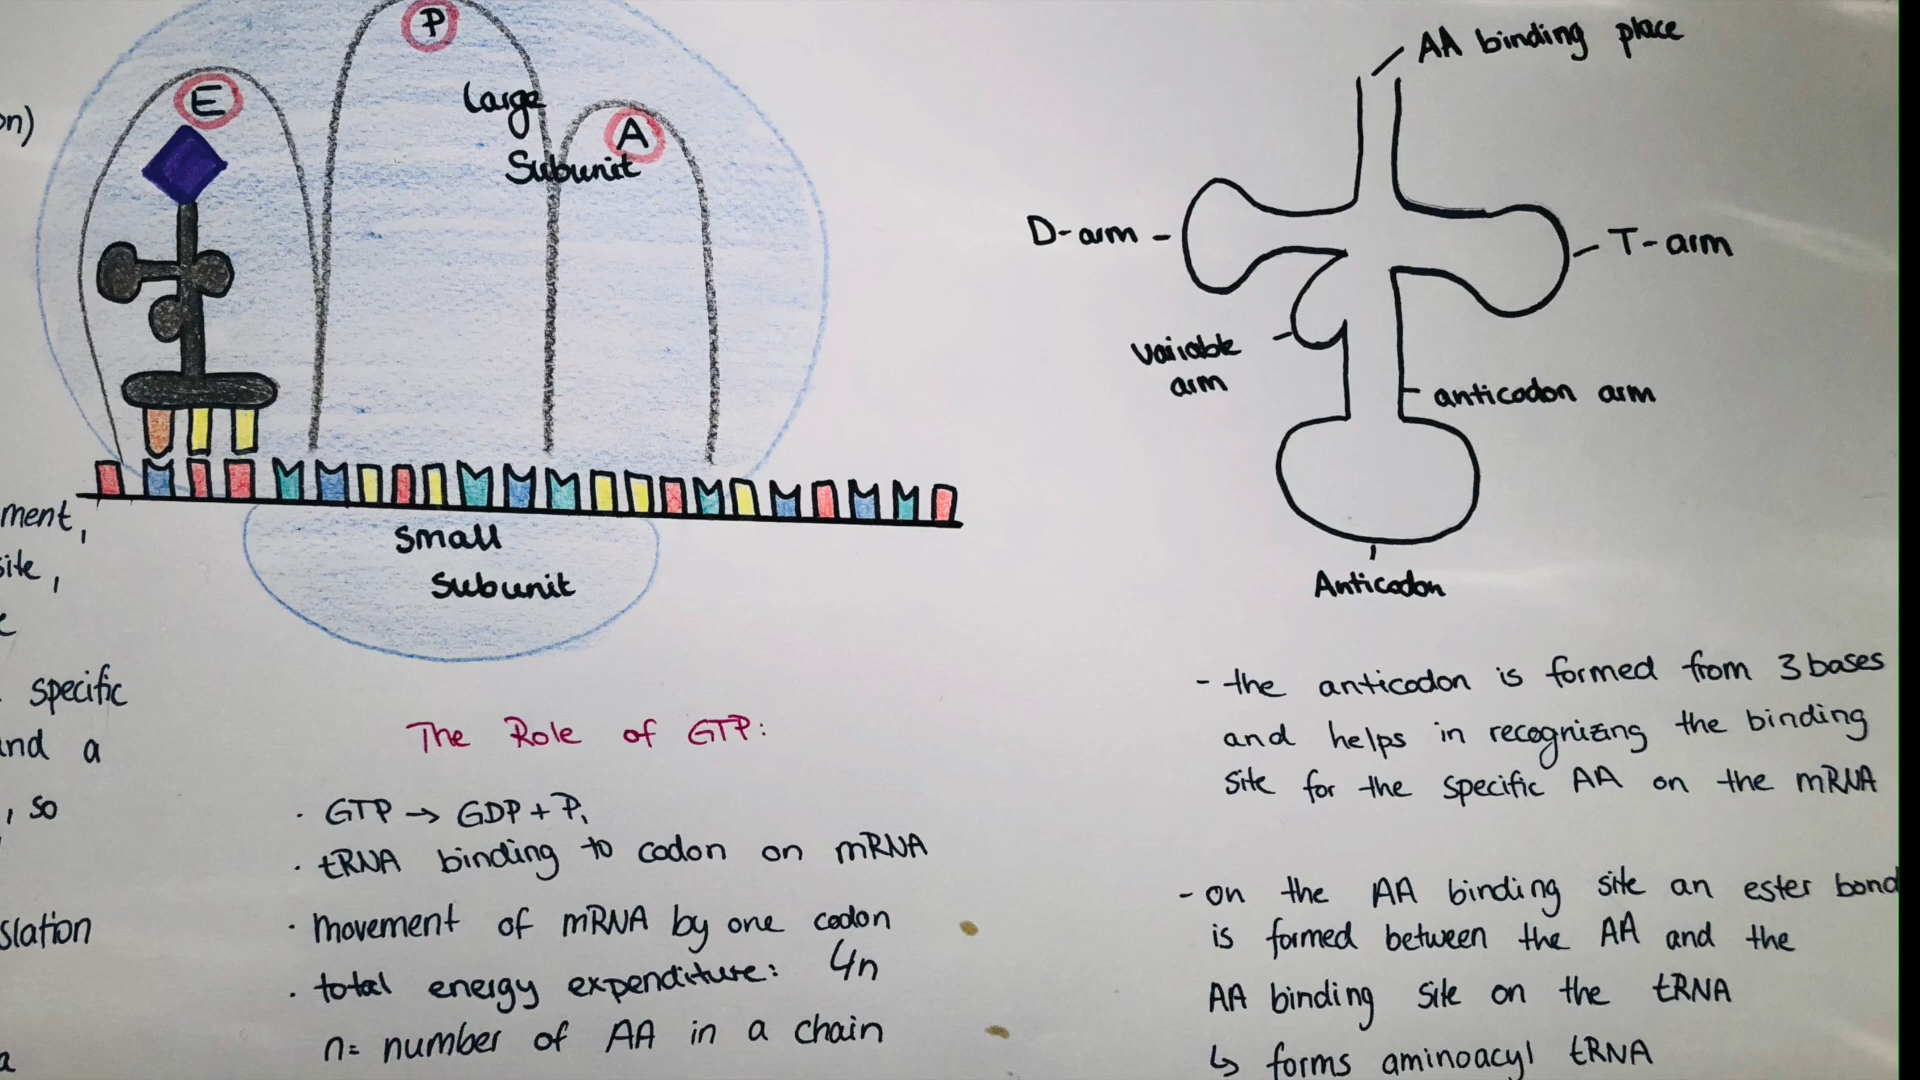 on)
E
P
Large
Subunit
A
ment,
site,
specific
and a
, so
slation
a
Small
Subunit
The Role of GTP:
· GTP → GDP + Pi
· tRNA binding to codon on mRNA
· movement of mRNA by one codon
· total energy expenditure: 4n
n= number of AA in a chain
AA binding place
D-arm
T-arm
variable
arm
anticodon arm
Anticodon
- the anticodon is formed from 3 bases
and helps in recognizing the binding
site for the specific AA on the mRNA
- on the AA binding site an ester bond
is formed between the AA and the
AA binding site on the tRNA
↳ forms aminoacyl tRNA